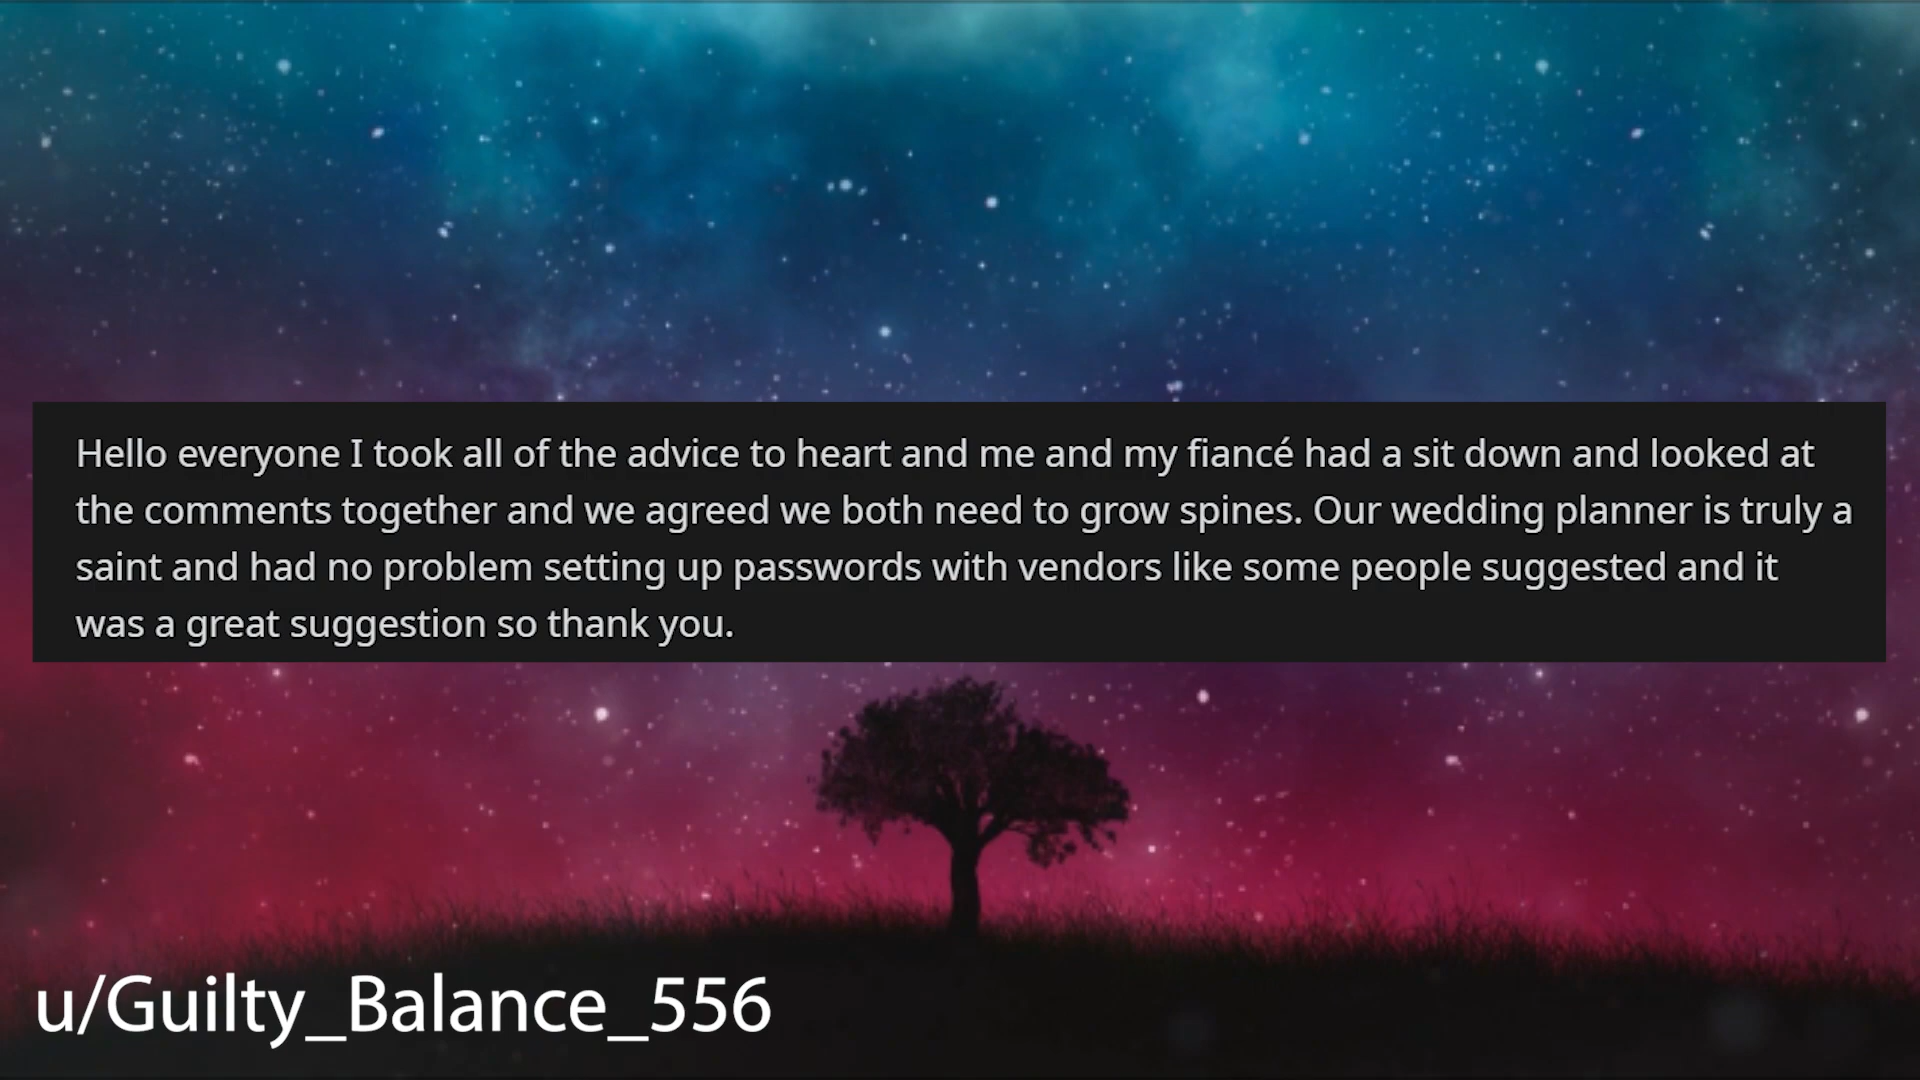 Hello everyone I took all of the advice to heart and me and my fiancé had a sit down and looked at
the comments together and we agreed we both need to grow spines. Our wedding planner is truly a
saint and had no problem setting up passwords with vendors like some people suggested and it
was a great suggestion so thank you.
u/Guilty_Balance_556